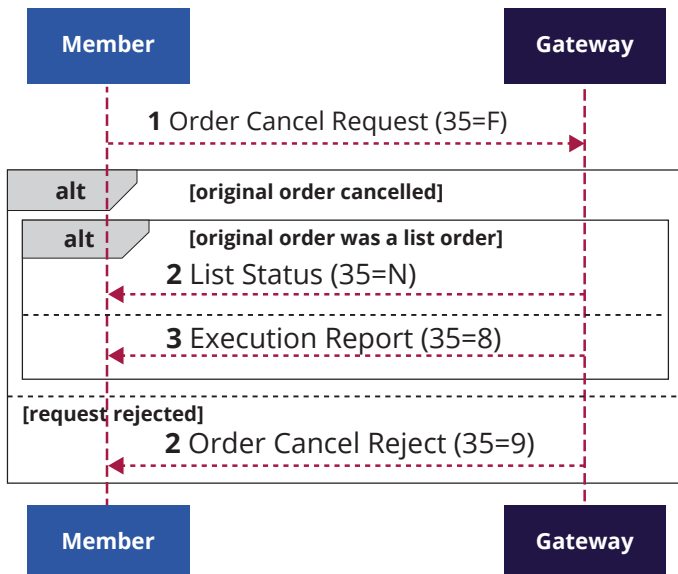 Member
Gateway
1 Order Cancel Request (35=F)
alt
[original order cancelled]
alt
[original order was a list order]
2 List Status (35=N)
3 Execution Report (35=8)
[request rejected]
2 Order Cancel Reject (35=9)
Member
Gateway